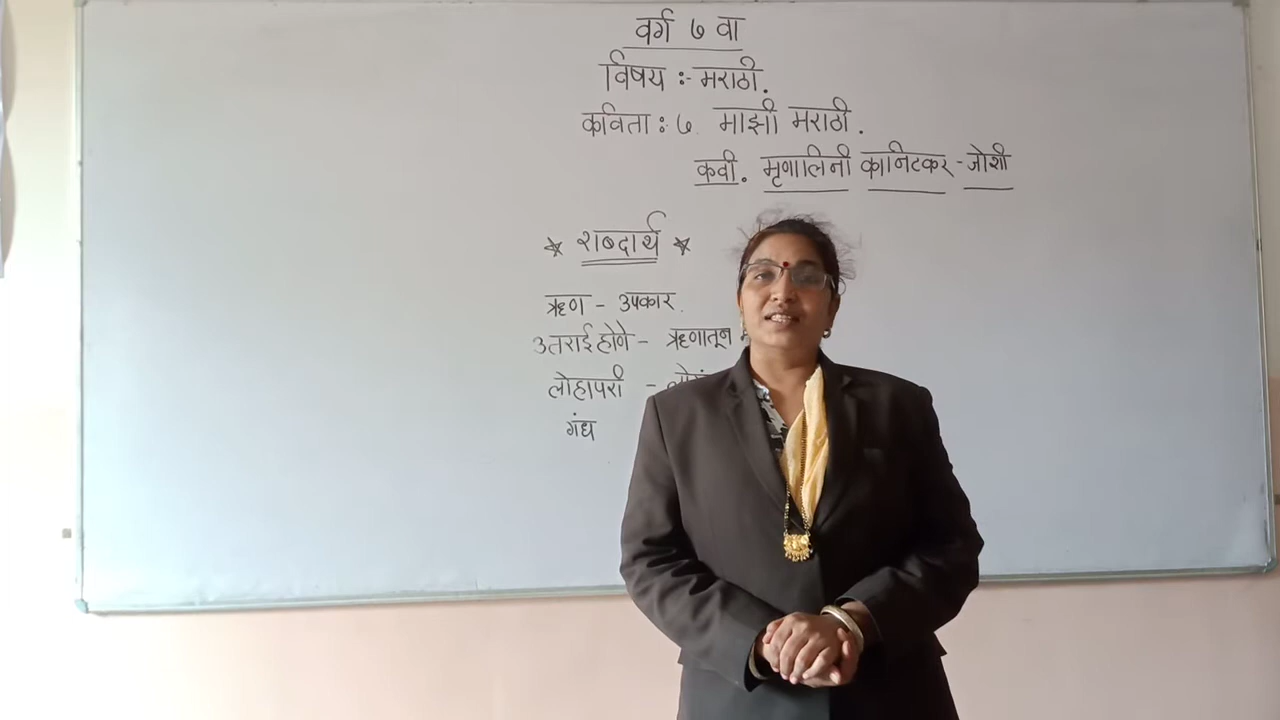 वर्ग ७ वा
विषय :- मराठी.
कविता : ७. माझी मराठी.
कवी. मृणालिनी कानिटकर - जोशी
* शब्दार्थ *
ऋण - उपकार.
उतराई होणे - ऋणातून
लोहापरी -
गंध